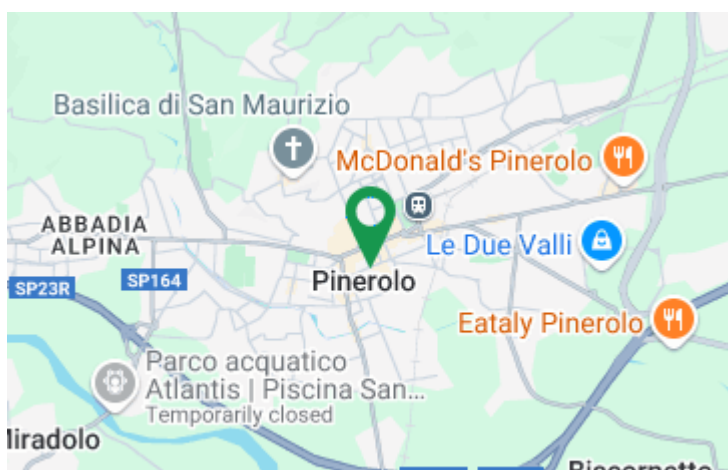 Basilica di San Maurizio
McDonald's Pinerolo
ABBADIA
ALPINA
Le Due Valli
SP23R
SP164
Pinerolo
Eataly Pinerolo
Parco acquatico
Atlantis | Piscina San...
Temporarily closed
Miradolo